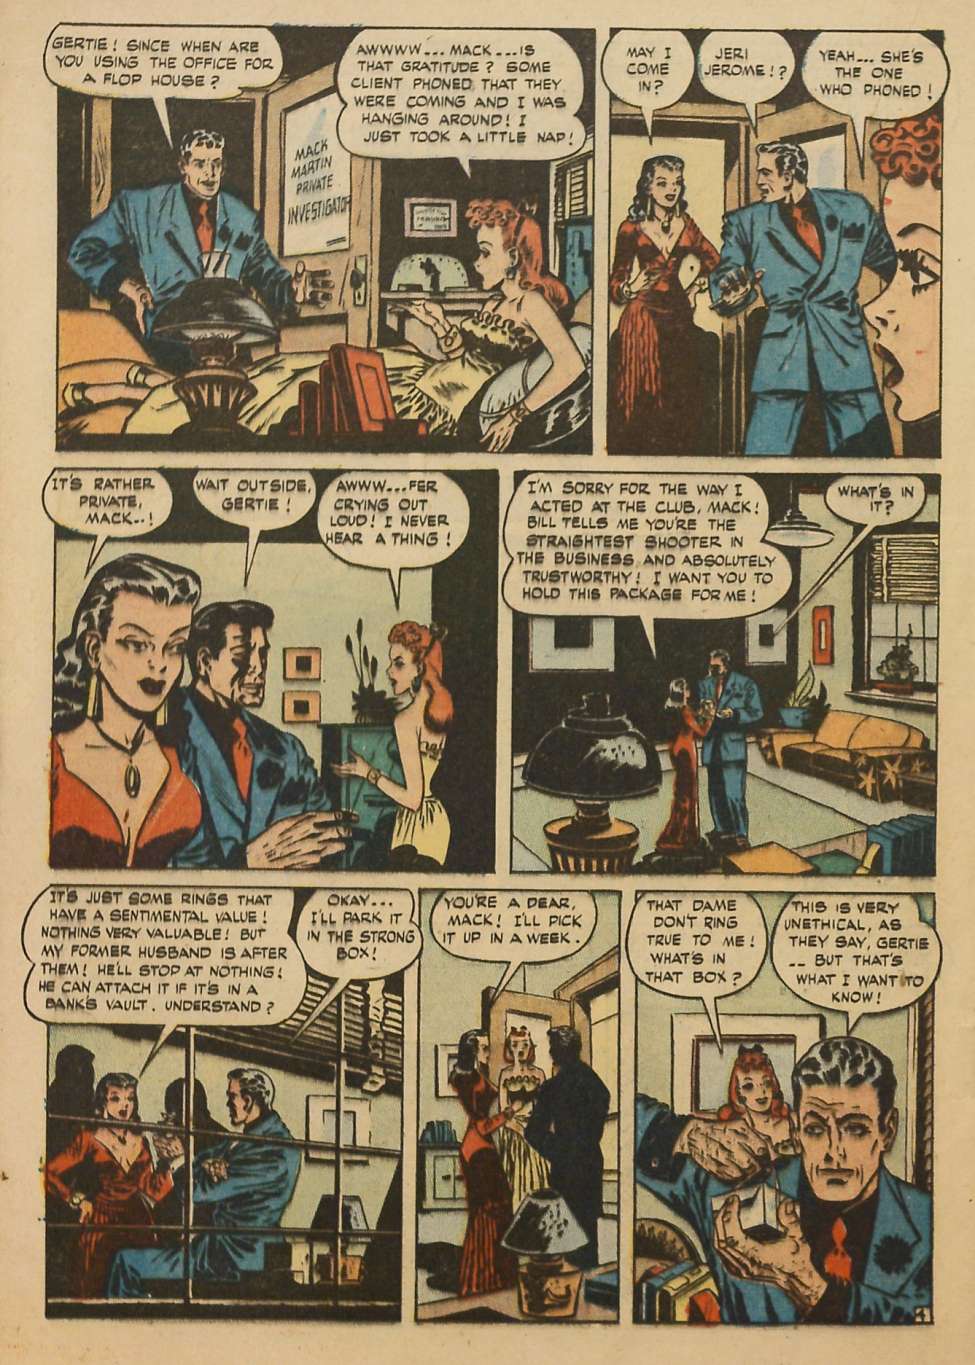 GERTIE! SINCE WHEN ARE
YOU USING THE OFFICE FOR
A FLOP HOUSE?
AWWWW... MACK...IS
THAT GRATITUDE? SOME
CLIENT PHONED THAT THEY
WERE COMING AND I WAS
HANGING AROUND! I
JUST TOOK A LITTLE NAP!
MACK
MARTIN
PRIVATE
INVESTIGATOR
MAY I
COME
IN?
JERI
JEROME!?
YEAH... SHE'S
THE ONE
WHO PHONED!
IT'S RATHER
PRIVATE,
MACK..!
WAIT OUTSIDE,
GERTIE!
AWWW...FER
CRYING OUT
LOUD! I NEVER
HEAR A THING!
I'M SORRY FOR THE WAY I
ACTED AT THE CLUB, MACK!
BILL TELLS ME YOU'RE THE
STRAIGHTEST SHOOTER IN
THE BUSINESS AND ABSOLUTELY
TRUSTWORTHY! I WANT YOU TO
HOLD THIS PACKAGE FOR ME!
WHAT'S IN
IT?
IT'S JUST SOME RINGS THAT
HAVE A SENTIMENTAL VALUE!
NOTHING VERY VALUABLE! BUT
MY FORMER HUSBAND IS AFTER
THEM! HE'LL STOP AT NOTHING!
HE CAN ATTACH IT IF IT'S IN A
BANK'S VAULT. UNDERSTAND?
OKAY...
I'LL PARK IT
IN THE STRONG
BOX!
YOU'RE A DEAR,
MACK! I'LL PICK
IT UP IN A WEEK.
THAT DAME
DON'T RING
TRUE TO ME!
WHAT'S IN
THAT BOX?
THIS IS VERY
UNETHICAL, AS
THEY SAY, GERTIE
-- BUT THAT'S
WHAT I WANT TO
KNOW!
4